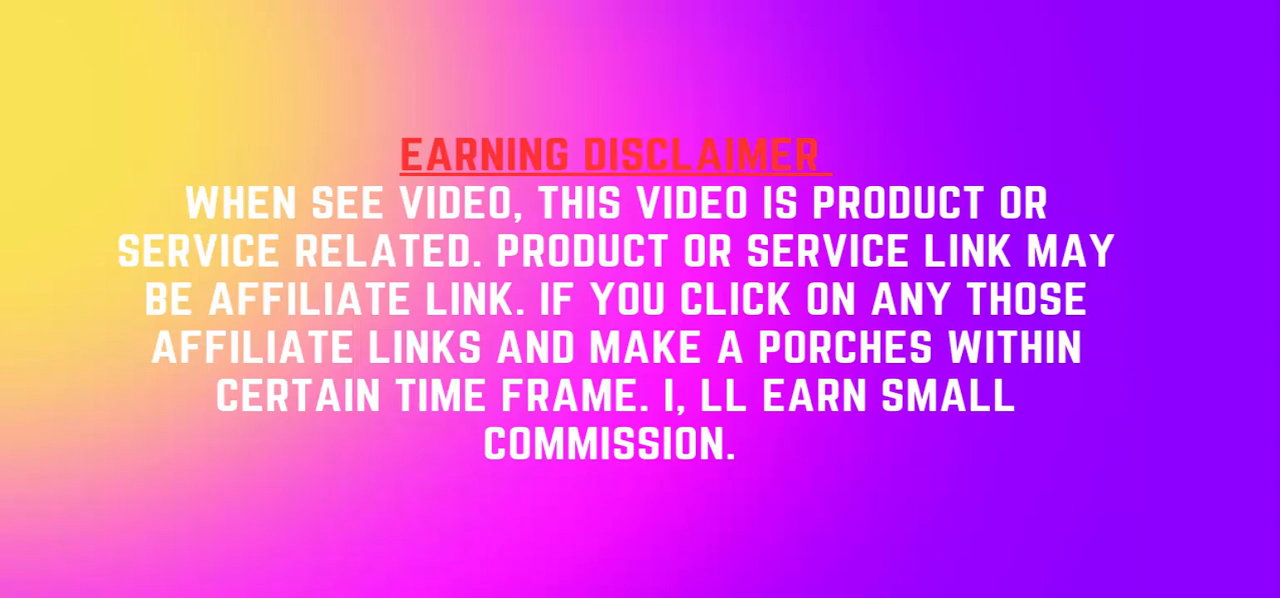 EARNING DISCLAIMER
WHEN SEE VIDEO, THIS VIDEO IS PRODUCT OR
SERVICE RELATED. PRODUCT OR SERVICE LINK MAY
BE AFFILIATE LINK. IF YOU CLICK ON ANY THOSE
AFFILIATE LINKS AND MAKE A PORCHES WITHIN
CERTAIN TIME FRAME. I, LL EARN SMALL
COMMISSION.